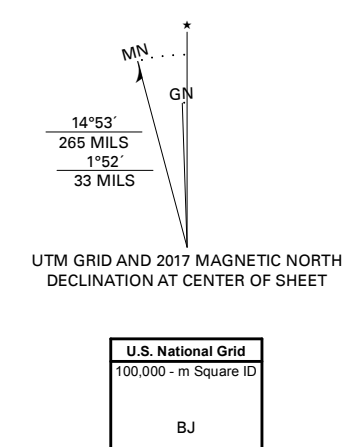 ★
MN
GN
14°53´
265 MILS
1°52´
33 MILS
UTM GRID AND 2017 MAGNETIC NORTH
DECLINATION AT CENTER OF SHEET
U.S. National Grid
100,000 - m Square ID
BJ